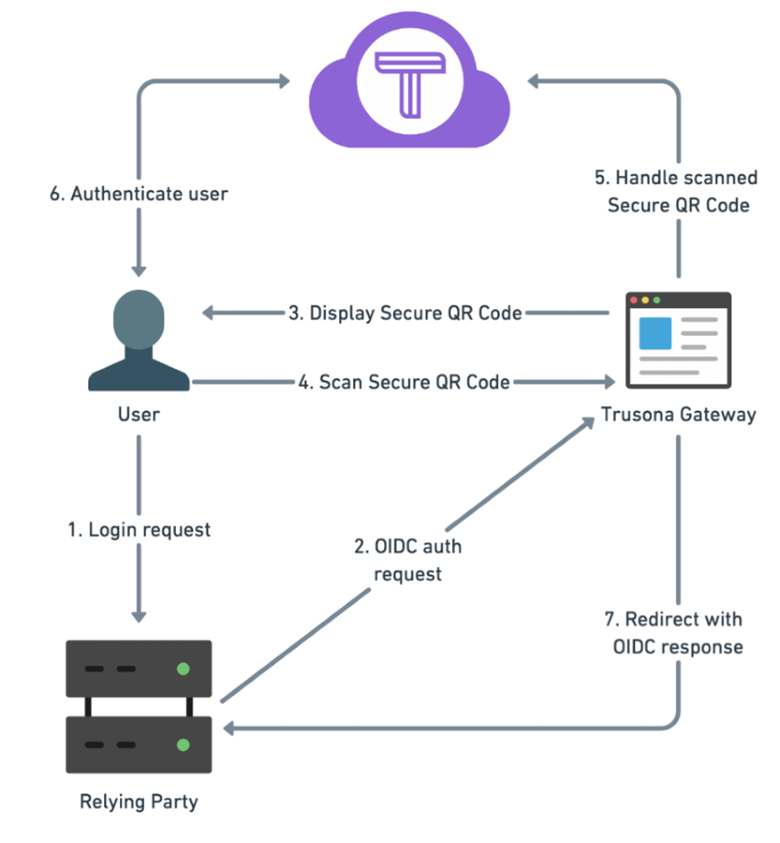 6. Authenticate user
5. Handle scanned
Secure QR Code
3. Display Secure QR Code
4. Scan Secure QR Code
User
Trusona Gateway
1. Login request
2. OIDC auth
request
7. Redirect with
OIDC response
Relying Party